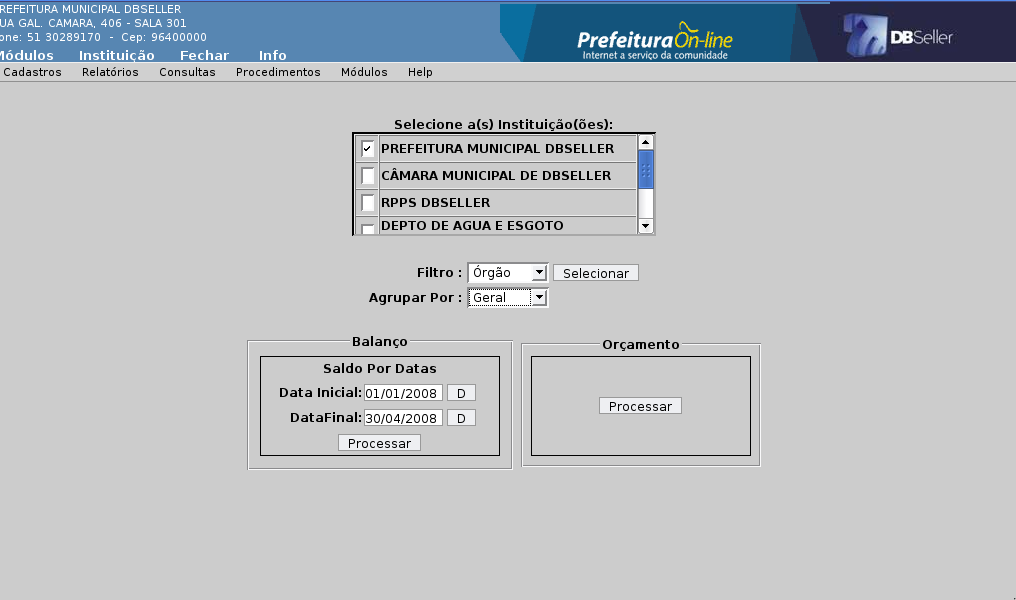 REFEITURA MUNICIPAL DBSELLER
UA GAL. CAMARA, 406 - SALA 301
one: 51 30289170 - Cep: 96400000
Módulos Instituição Fechar Info
Prefeitura On-line
Internet a serviço da comunidade
DBSeller
Cadastros Relatórios Consultas Procedimentos Módulos Help
Selecione a(s) Instituição(ões):
PREFEITURA MUNICIPAL DBSELLER
CÂMARA MUNICIPAL DE DBSELLER
RPPS DBSELLER
DEPTO DE AGUA E ESGOTO
Filtro : Órgão Selecionar
Agrupar Por : Geral
Balanço
Saldo Por Datas
Data Inicial: 01/01/2008 D
DataFinal: 30/04/2008 D
Processar
Orçamento
Processar